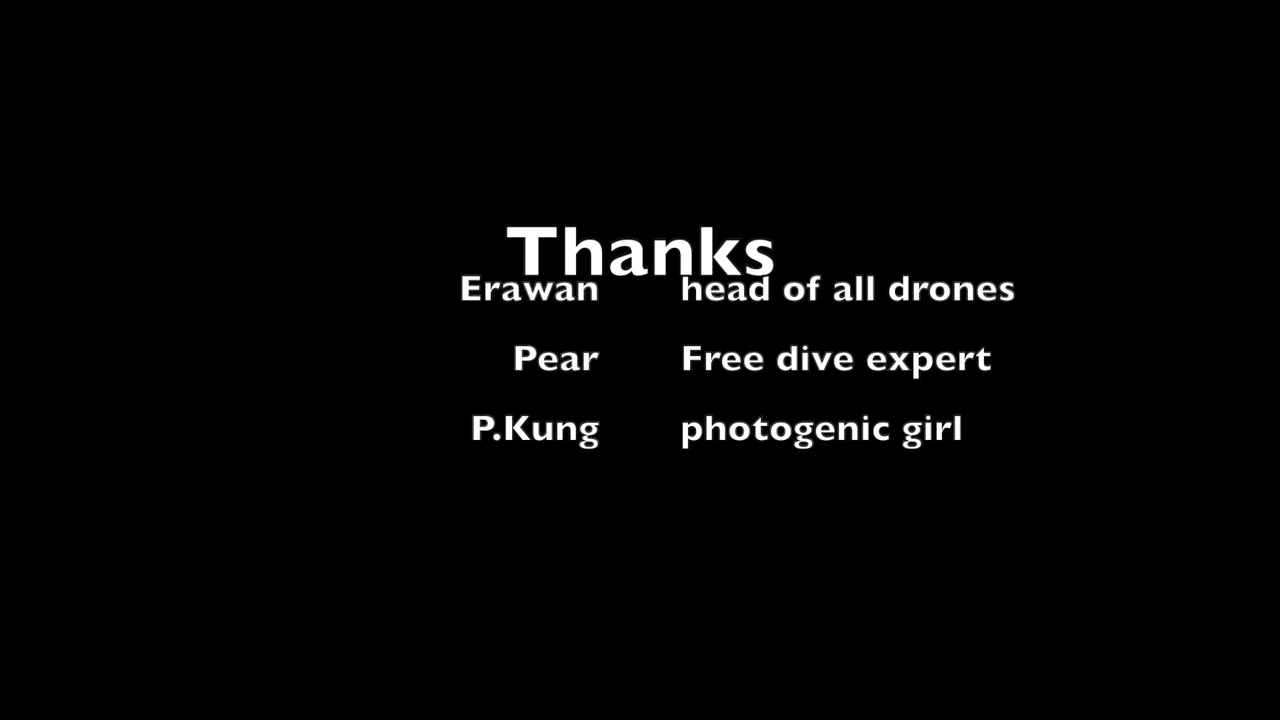 Thanks
Erawan head of all drones
Pear Free dive expert
P.Kung photogenic girl